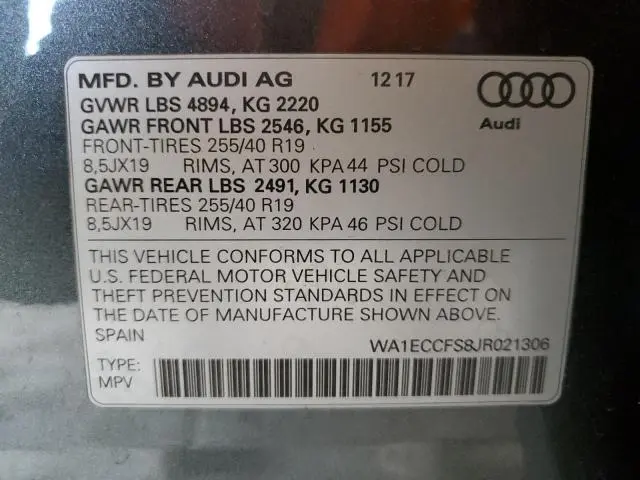 MFD. BY AUDI AG 12 17
GVWR LBS 4894, KG 2220
GAWR FRONT LBS 2546, KG 1155
Audi
FRONT-TIRES 255/40 R19
8,5JX19 RIMS, AT 300 KPA 44 PSI COLD
GAWR REAR LBS 2491, KG 1130
REAR-TIRES 255/40 R19
8,5JX19 RIMS, AT 320 KPA 46 PSI COLD
THIS VEHICLE CONFORMS TO ALL APPLICABLE
U.S. FEDERAL MOTOR VEHICLE SAFETY AND
THEFT PREVENTION STANDARDS IN EFFECT ON
THE DATE OF MANUFACTURE SHOWN ABOVE.
SPAIN
WA1ECCFS8JR021306
TYPE:
MPV